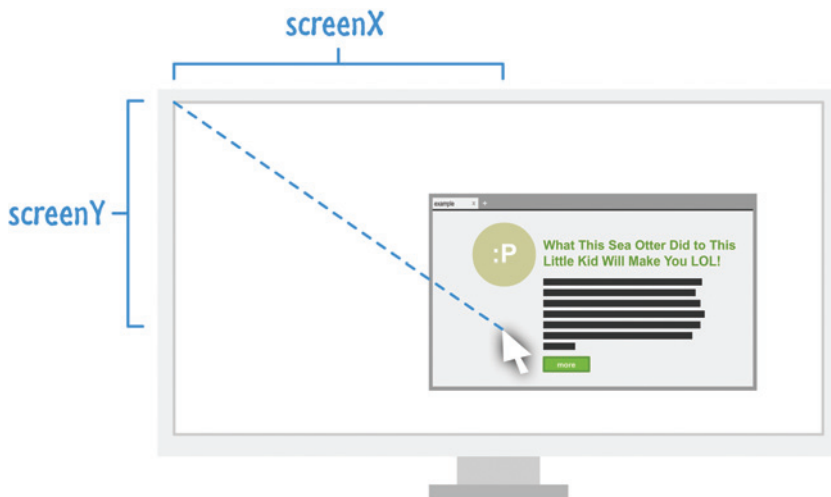 screenX
screenY
example x +
:P
What This Sea Otter Did to This
Little Kid Will Make You LOL!
more